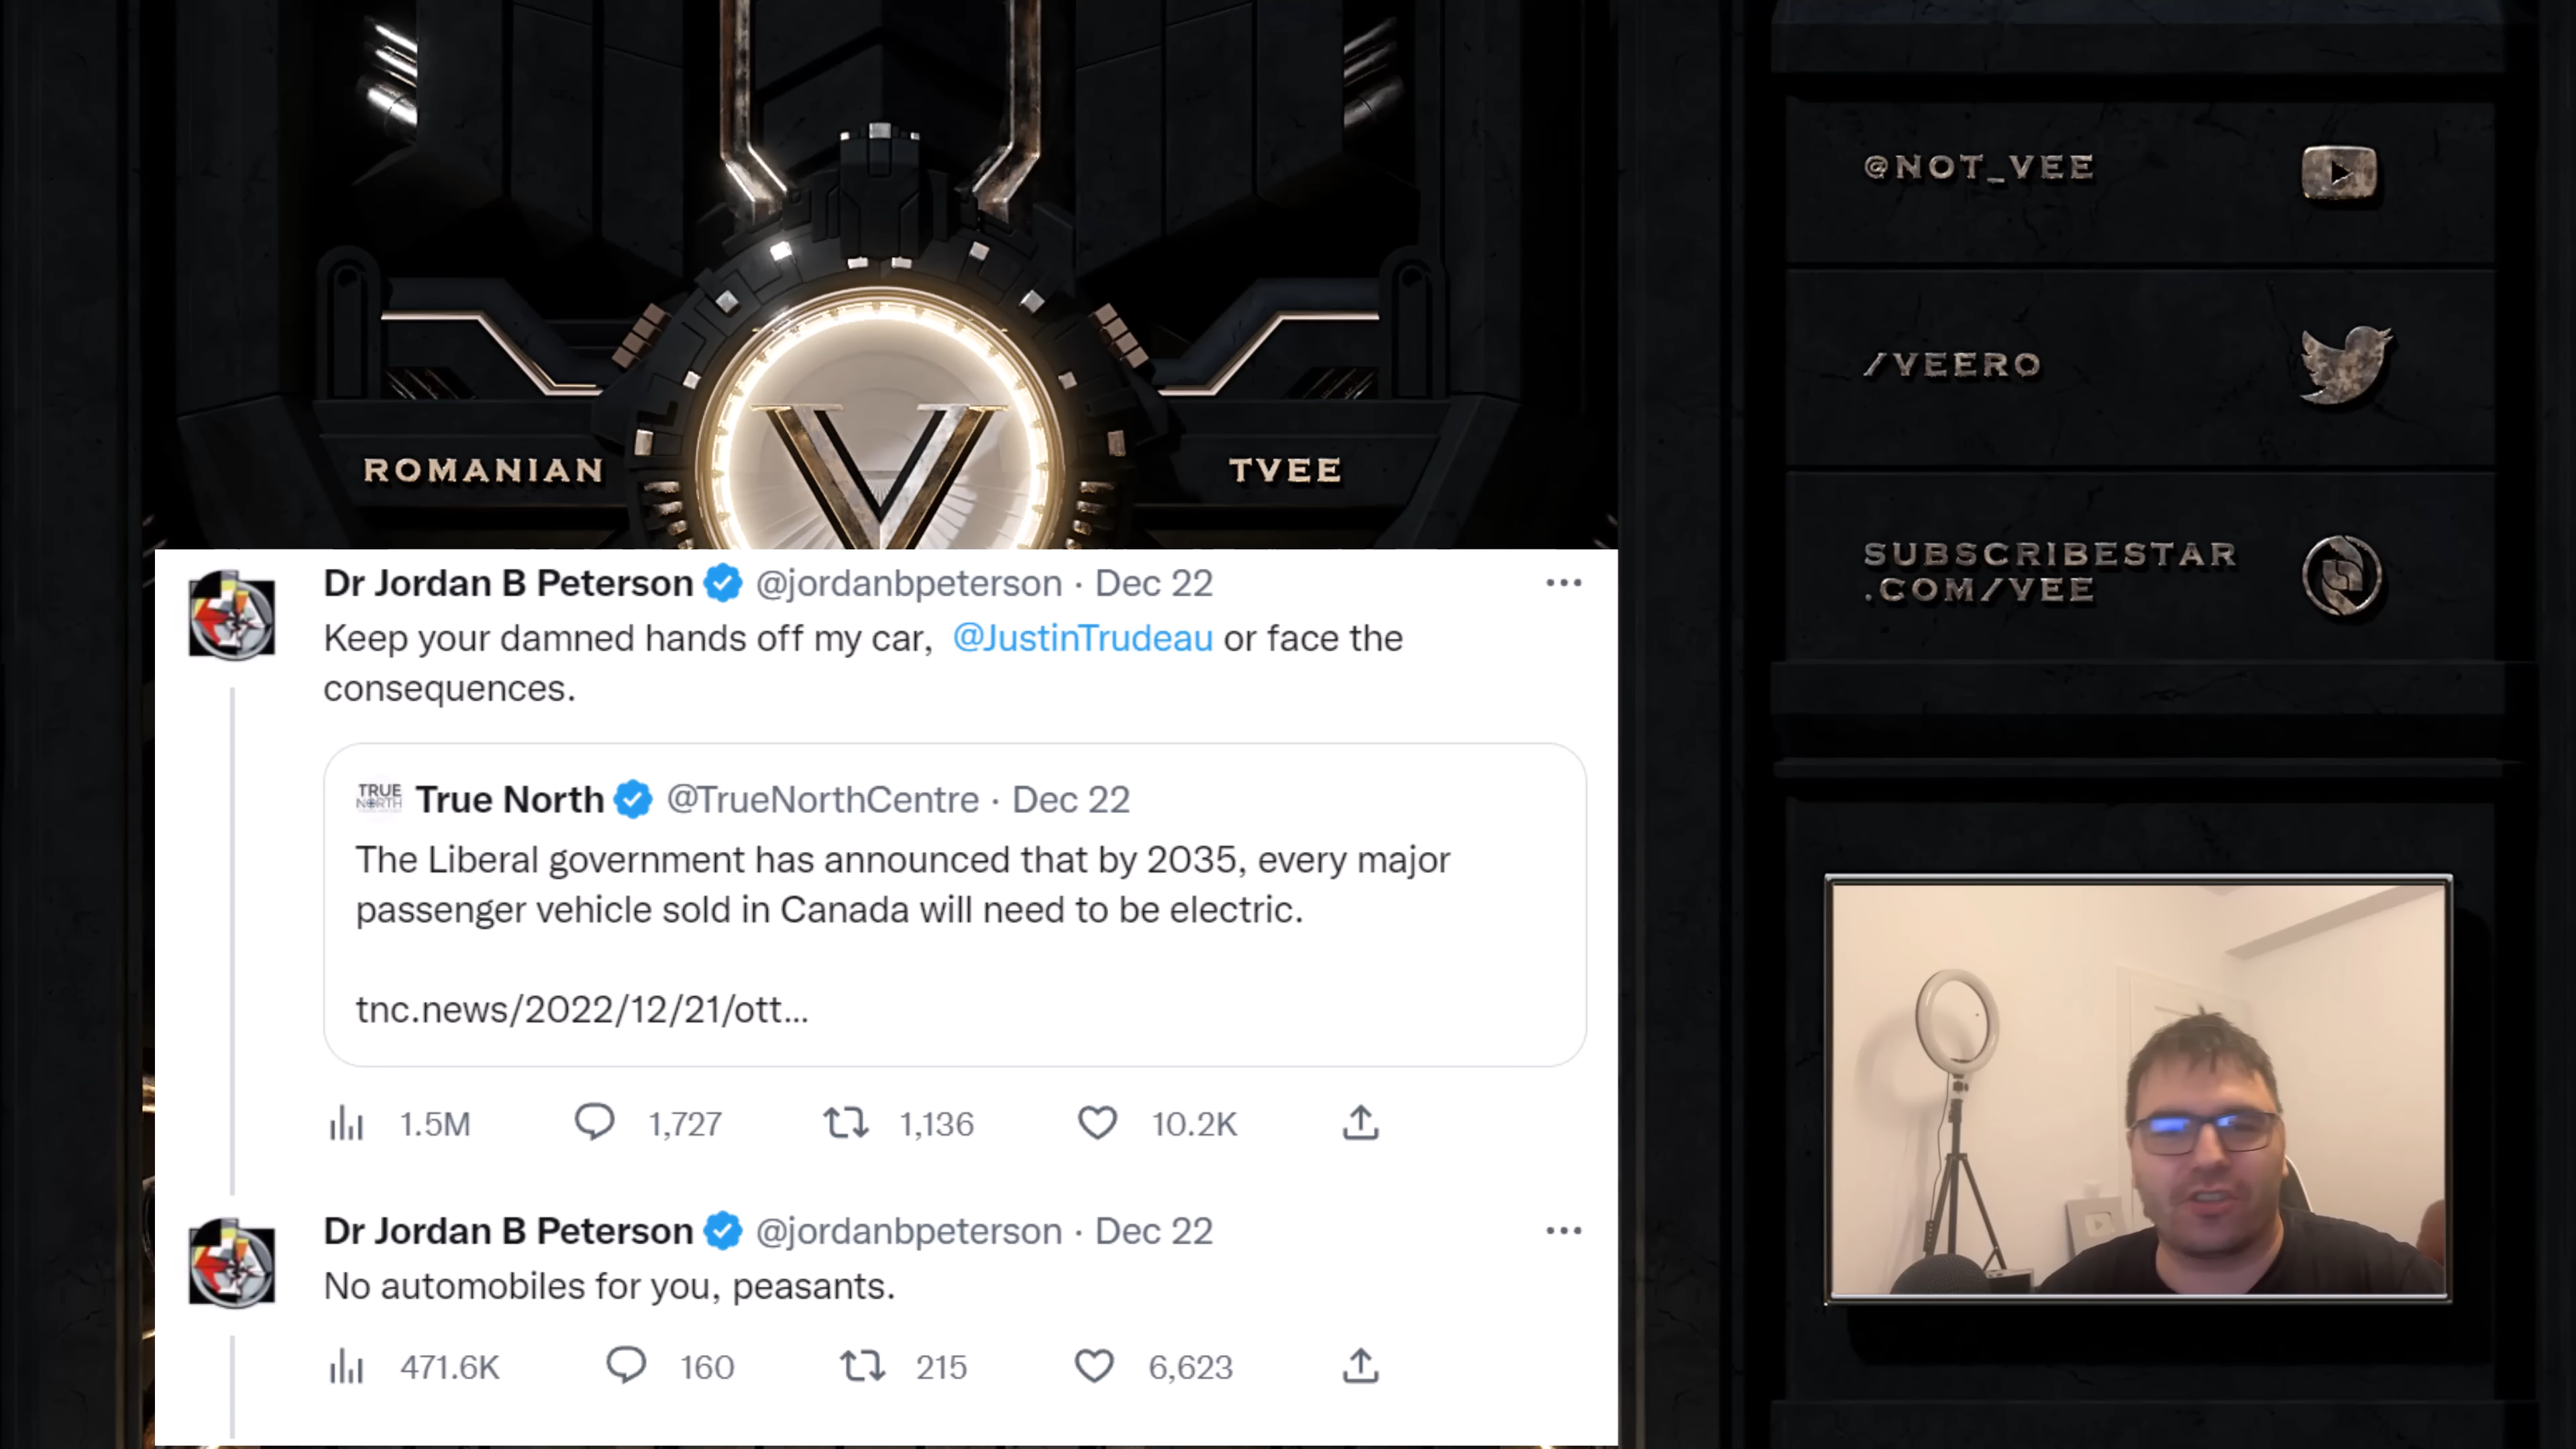 @NOT_VEE
/VEERO
SUBSCRIBESTAR
.COM/VEE
ROMANIAN
V
TVEE
Dr Jordan B Peterson @jordanbpeterson · Dec 22
Keep your damned hands off my car, @JustinTrudeau or face the
consequences.
TRUE
NORTH
True North @TrueNorthCentre · Dec 22
The Liberal government has announced that by 2035, every major
passenger vehicle sold in Canada will need to be electric.
tnc.news/2022/12/21/ott...
1.5M 1,727 1,136 10.2K
Dr Jordan B Peterson @jordanbpeterson · Dec 22
No automobiles for you, peasants.
471.6K 160 215 6,623